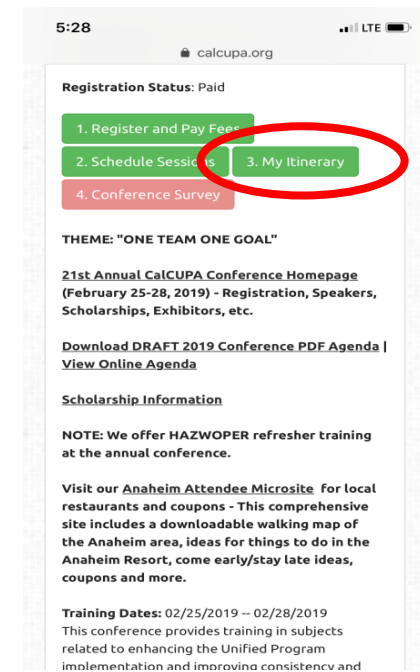 5:28
LTE
calcupa.org
Registration Status: Paid
1. Register and Pay Fees
2. Schedule Sessions
3. My Itinerary
4. Conference Survey
THEME: "ONE TEAM ONE GOAL"
21st Annual CalCUPA Conference Homepage
(February 25-28, 2019) - Registration, Speakers,
Scholarships, Exhibitors, etc.
Download DRAFT 2019 Conference PDF Agenda |
View Online Agenda
Scholarship Information
NOTE: We offer HAZWOPER refresher training
at the annual conference.
Visit our Anaheim Attendee Microsite for local
restaurants and coupons - This comprehensive
site includes a downloadable walking map of
the Anaheim area, ideas for things to do in the
Anaheim Resort, come early/stay late ideas,
coupons and more.
Training Dates: 02/25/2019 -- 02/28/2019
This conference provides training in subjects
related to enhancing the Unified Program
implementation and improving consistency and